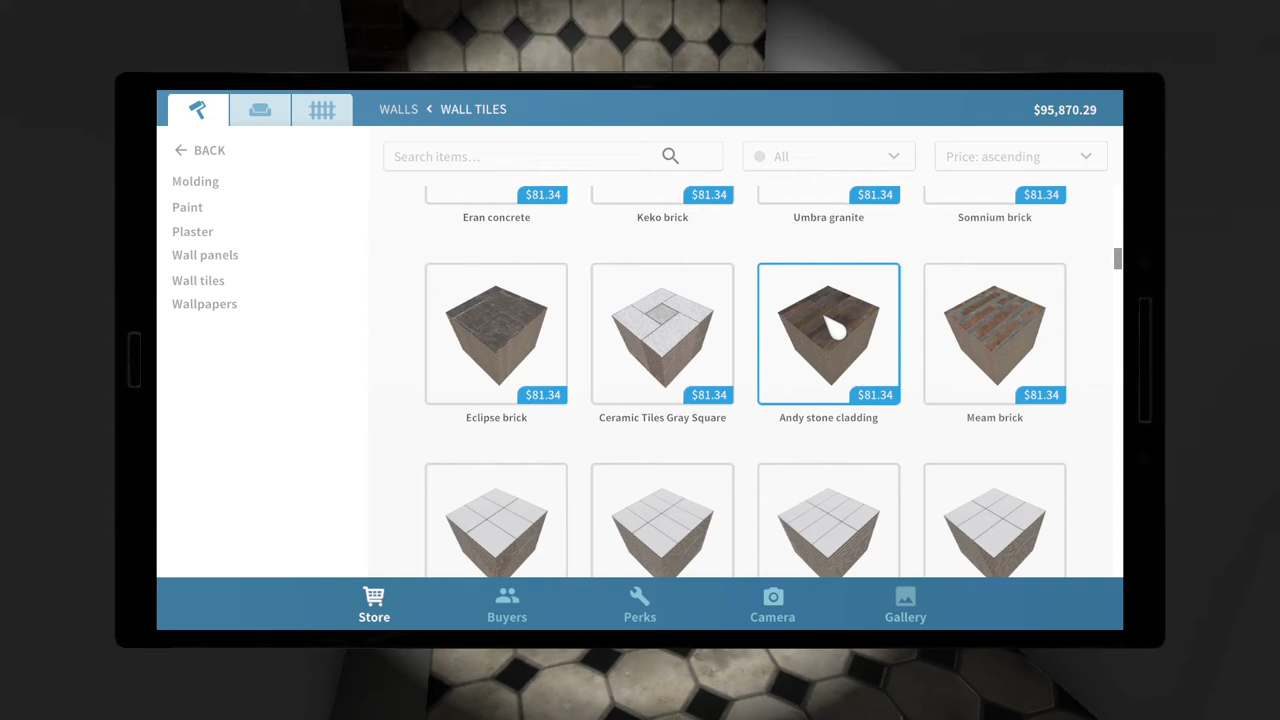 WALLS < WALL TILES
$95,870.29
BACK
Molding
Paint
Plaster
Wall panels
Wall tiles
Wallpapers
Search items...
All
Price: ascending
$81.34
$81.34
$81.34
$81.34
Eran concrete
Keko brick
Umbra granite
Somnium brick
$81.34
$81.34
$81.34
$81.34
Eclipse brick
Ceramic Tiles Gray Square
Andy stone cladding
Meam brick
Store
Buyers
Perks
Camera
Gallery